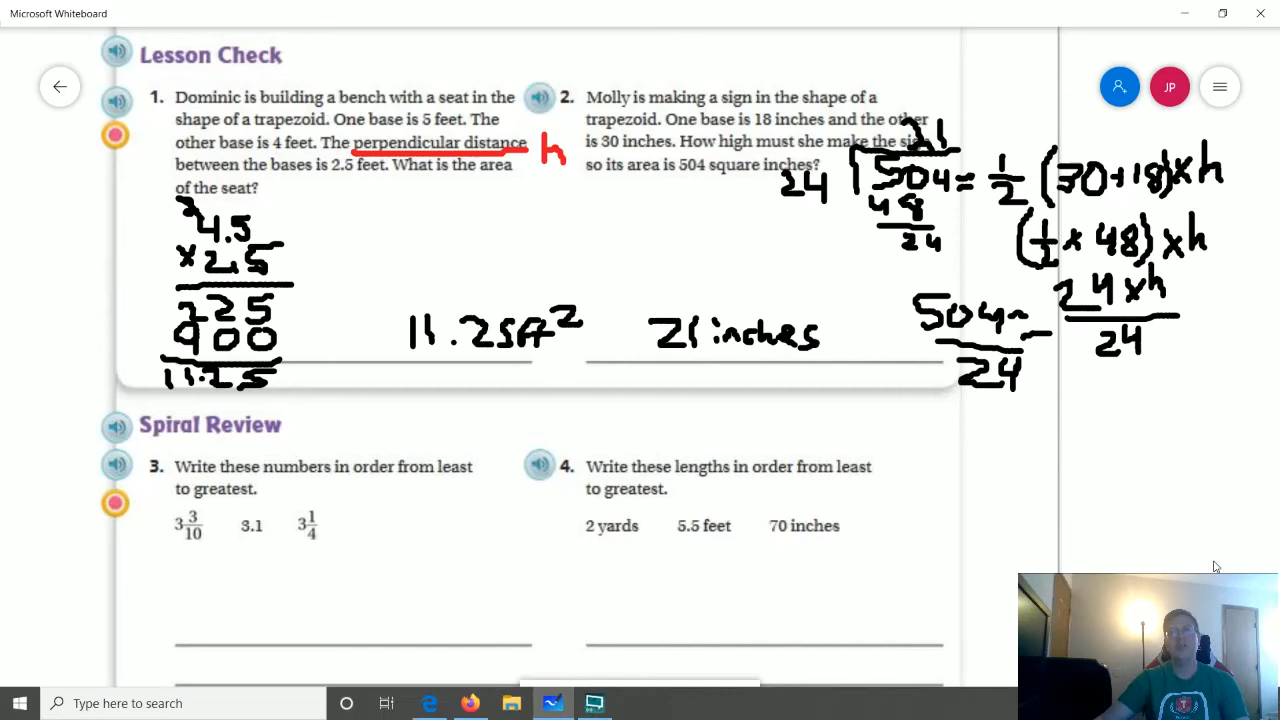 Microsoft Whiteboard
Lesson Check
1. Dominic is building a bench with a seat in the
shape of a trapezoid. One base is 5 feet. The
other base is 4 feet. The perpendicular distance
between the bases is 2.5 feet. What is the area
of the seat?
h
3
4.5
×2.5
225
900
11.25
11.25ft²
2. Molly is making a sign in the shape of a
trapezoid. One base is 18 inches and the other
is 30 inches. How high must she make the sign
so its area is 504 square inches?
21
24 504 = 1/2 (30+18)×h
48
24
(1/2 × 48)×h
24×h
24
504 =
24
21 inches
JP
Spiral Review
3. Write these numbers in order from least
to greatest.
3 3/10 3.1 3 1/4
4. Write these lengths in order from least
to greatest.
2 yards 5.5 feet 70 inches
Type here to search